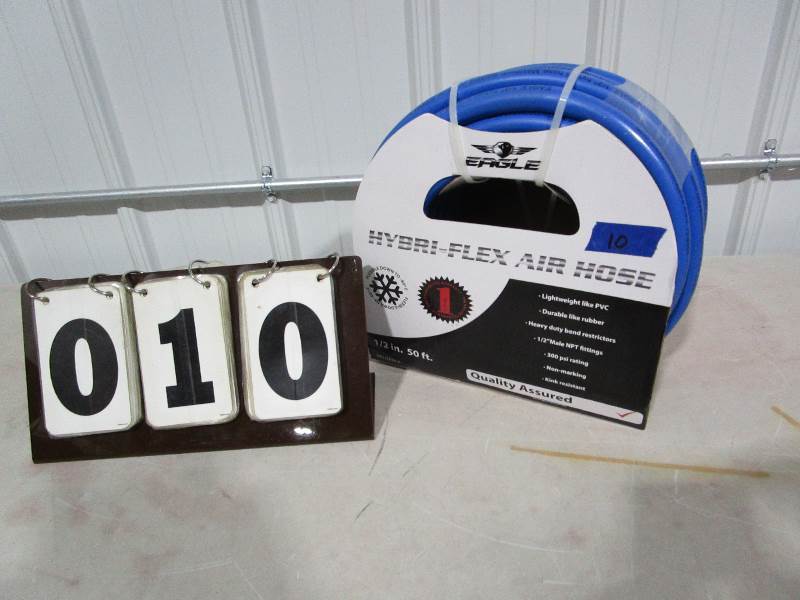 010
EAGLE
10
HYBRI-FLEX AIR HOSE
1
· Lightweight like PVC
· Durable like rubber
· Heavy duty bend restrictors
· 1/2" Male NPT fittings
· 300 psi rating
· Non-marking
· Kink resistant
1/2 in. 50 ft.
Quality Assured